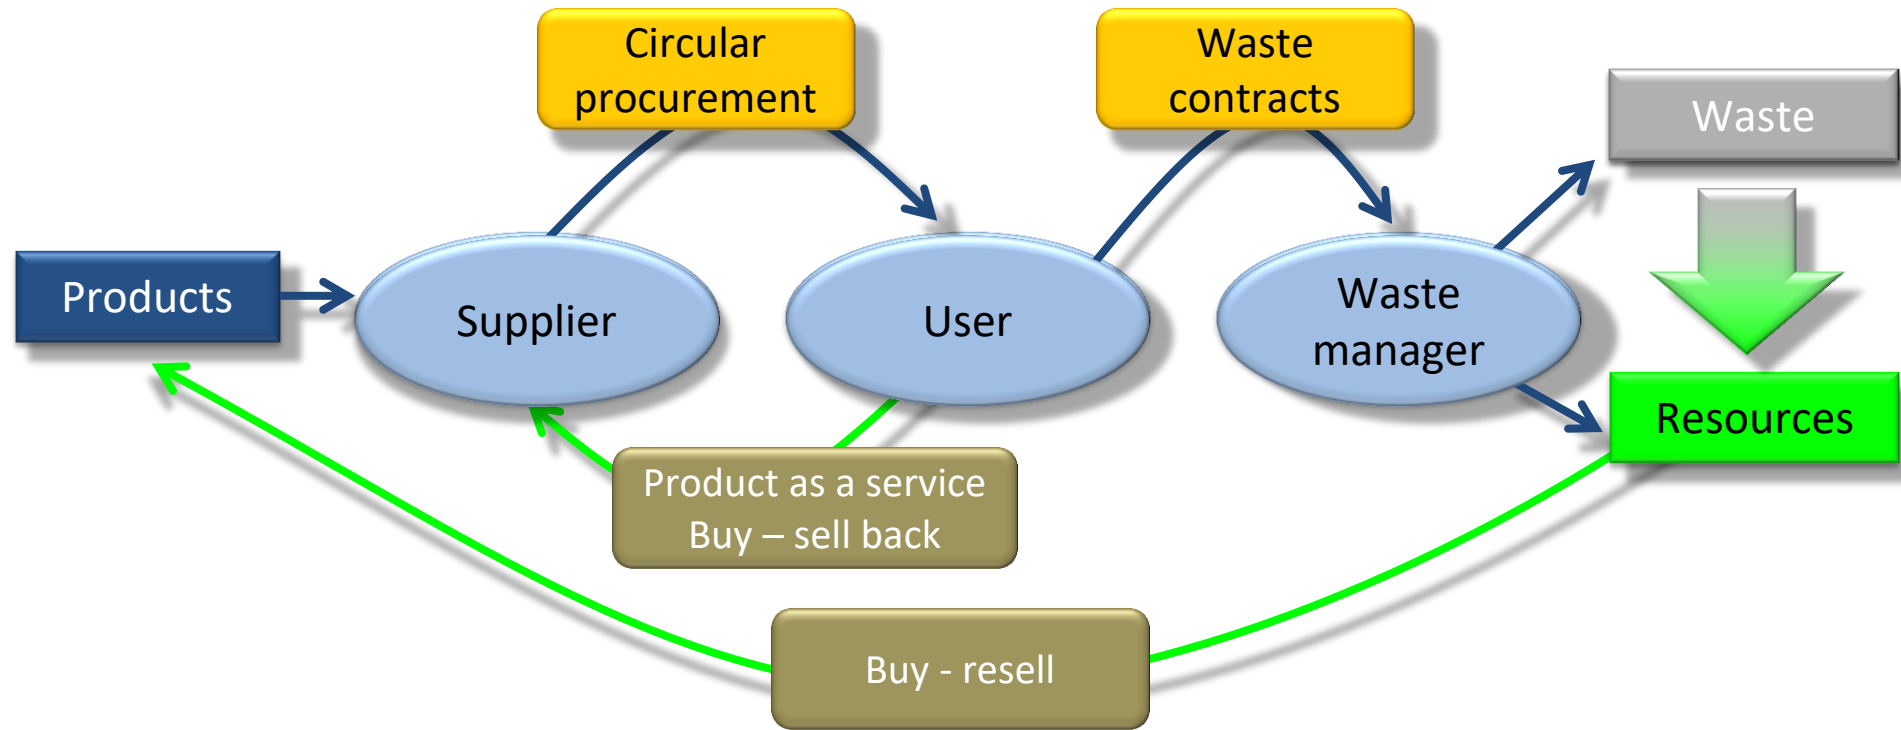 Circular
procurement
Waste
contracts
Waste
Products
Supplier
User
Waste
manager
Resources
Product as a service
Buy – sell back
Buy - resell